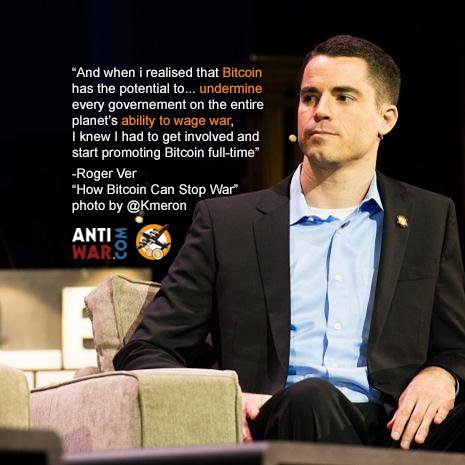 “And when i realised that Bitcoin
has the potential to... undermine
every governement on the entire
planet's ability to wage war,
I knew I had to get involved and
start promoting Bitcoin full-time”
-Roger Ver
“How Bitcoin Can Stop War”
photo by @Kmeron
ANTI
WAR.COM